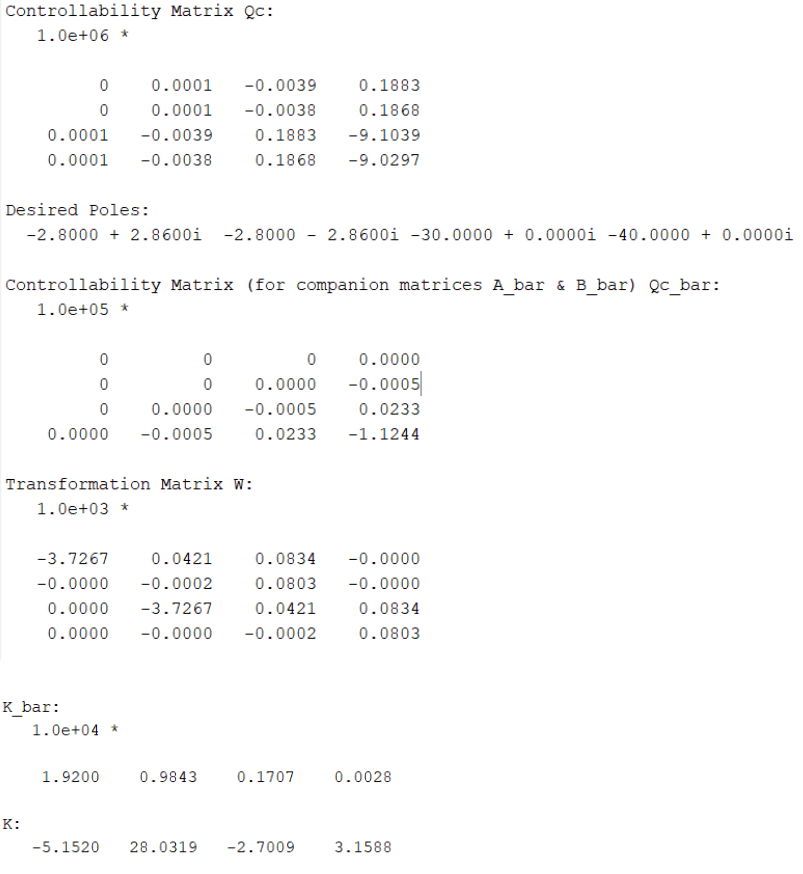 Controllability Matrix Qc:
1.0e+06 *
0 0.0001 -0.0039 0.1883
0 0.0001 -0.0038 0.1868
0.0001 -0.0039 0.1883 -9.1039
0.0001 -0.0038 0.1868 -9.0297
Desired Poles:
-2.8000 + 2.8600i -2.8000 - 2.8600i -30.0000 + 0.0000i -40.0000 + 0.0000i
Controllability Matrix (for companion matrices A_bar & B_bar) Qc_bar:
1.0e+05 *
0 0 0 0.0000
0 0 0.0000 -0.0005
0 0.0000 -0.0005 0.0233
0.0000 -0.0005 0.0233 -1.1244
Transformation Matrix W:
1.0e+03 *
-3.7267 0.0421 0.0834 -0.0000
-0.0000 -0.0002 0.0803 -0.0000
0.0000 -3.7267 0.0421 0.0834
0.0000 -0.0000 -0.0002 0.0803
K_bar:
1.0e+04 *
1.9200 0.9843 0.1707 0.0028
K:
-5.1520 28.0319 -2.7009 3.1588